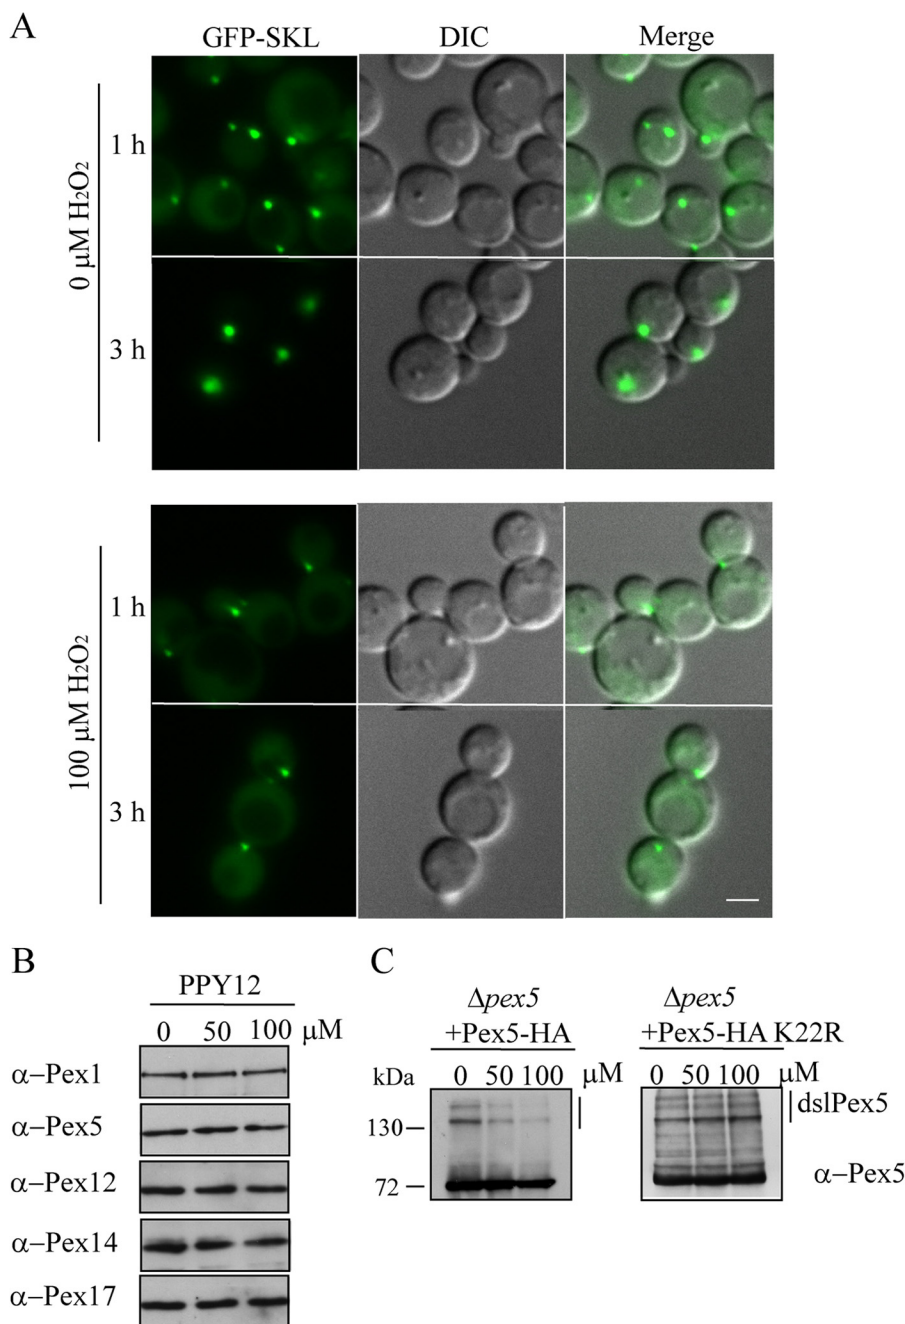 A
GFP-SKL DIC Merge
0 μM H₂O₂
1 h
3 h
100 μM H₂O₂
1 h
3 h
B
PPY12
0 50 100 μM
α–Pex1
α–Pex5
α–Pex12
α–Pex14
α–Pex17
C
Δpex5 Δpex5
+Pex5-HA +Pex5-HA K22R
kDa 0 50 100 μM 0 50 100 μM
dslPex5
130
α–Pex5
72